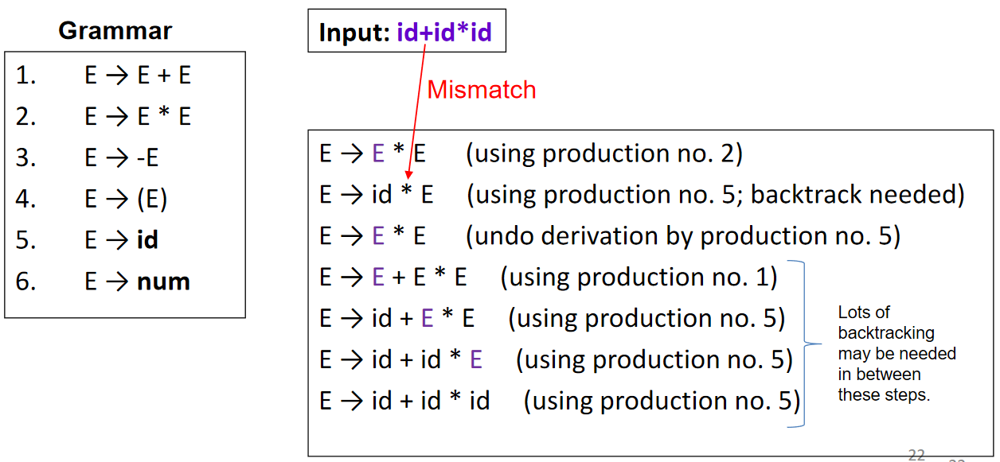 Grammar
1. E → E + E
2. E → E * E
3. E → -E
4. E → (E)
5. E → id
6. E → num
Input: id+id*id
Mismatch
E → E * E (using production no. 2)
E → id * E (using production no. 5; backtrack needed)
E → E * E (undo derivation by production no. 5)
E → E + E * E (using production no. 1)
E → id + E * E (using production no. 5)
E → id + id * E (using production no. 5)
E → id + id * id (using production no. 5)
Lots of
backtracking
may be needed
in between
these steps.
22